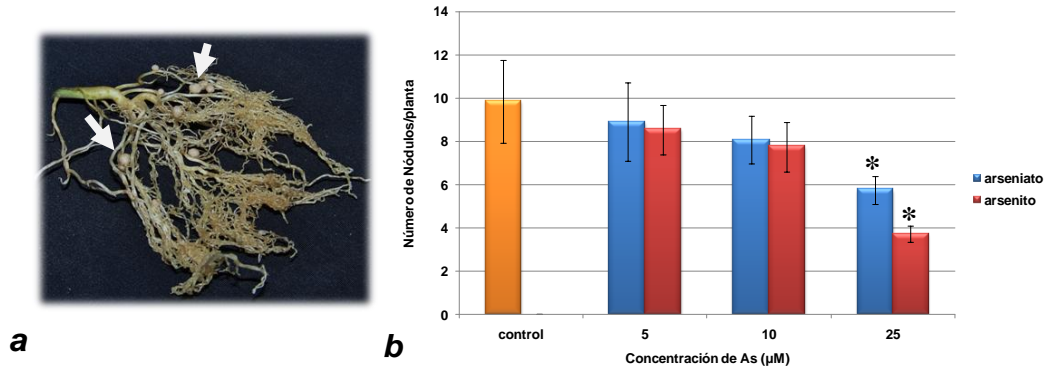 a
b
Número de Nódulos/planta
14
12
10
8
6
4
2
0
*
*
control
5
10
25
Concentración de As (µM)
arseniato
arsenito